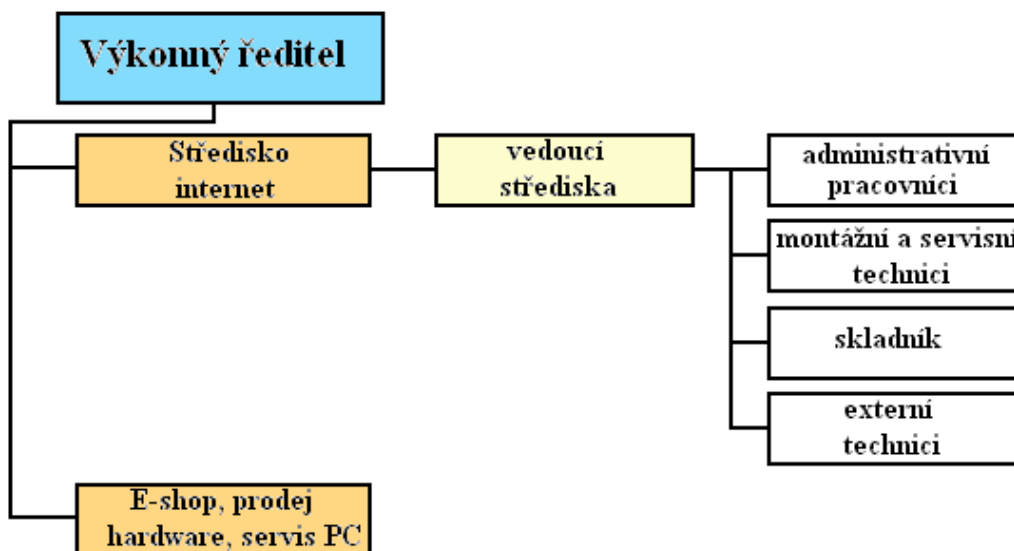 Výkonný ředitel
Středisko
internet
vedoucí
střediska
administrativní
pracovníci
montážní a servisní
technici
skladník
externí
technici
E-shop, prodej
hardware, servis PC